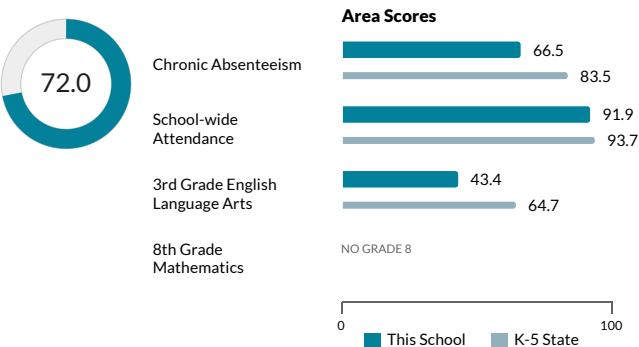 Area Scores
72.0
Chronic Absenteeism
66.5
83.5
School-wide
Attendance
91.9
93.7
3rd Grade English
Language Arts
43.4
64.7
8th Grade
Mathematics
NO GRADE 8
0
100
This School
K-5 State